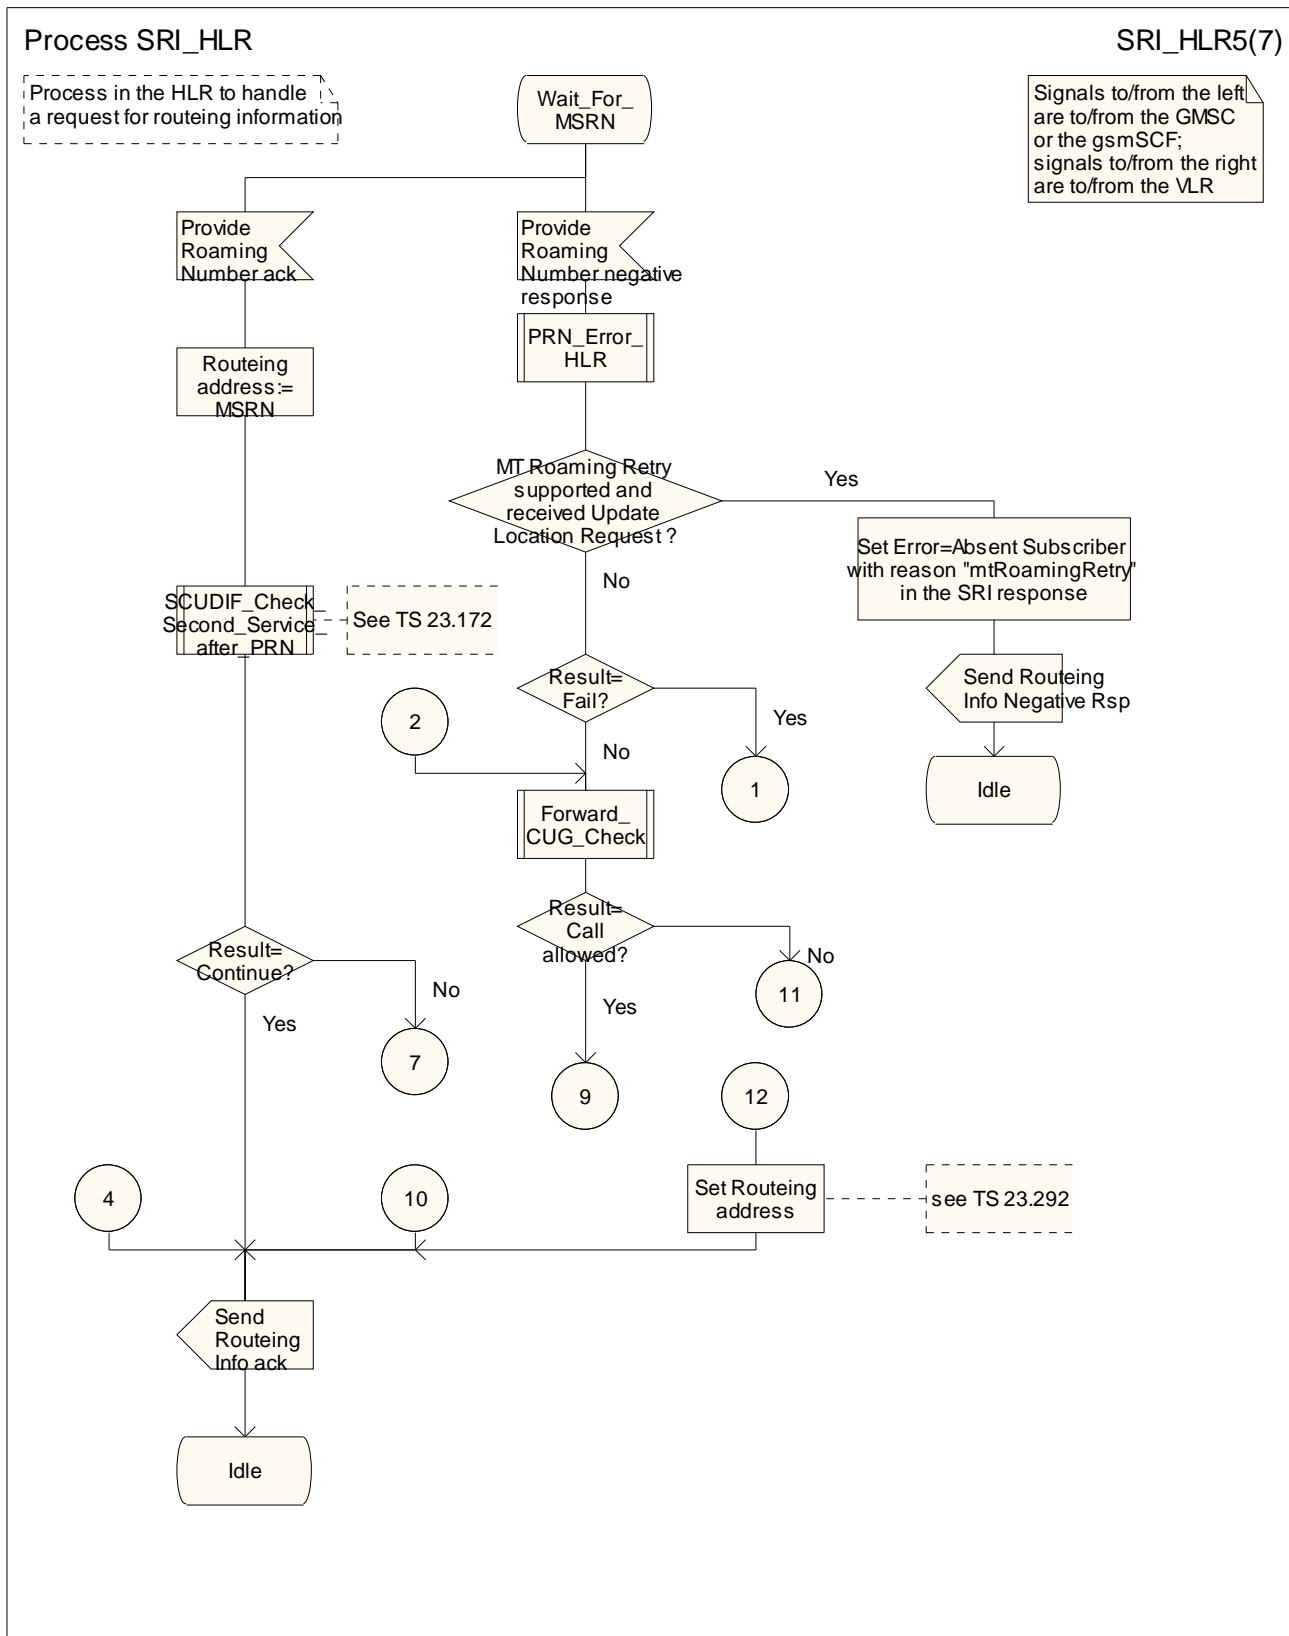 Process SRI_HLR
SRI_HLR5(7)
Process in the HLR to handle
a request for routeing information
Wait_For_
MSRN
Signals to/from the left
are to/from the GMSC
or the gsmSCF;
signals to/from the right
are to/from the VLR
Provide
Roaming
Number ack
Provide
Roaming
Number negative
response
PRN_Error_
HLR
Routeing
address:=
MSRN
MT Roaming Retry
supported and
received Update
Location Request ?
Yes
No
Set Error=Absent Subscriber
with reason "mtRoamingRetry"
in the SRI response
SCUDIF_Check_
Second_Service_
after_PRN
See TS 23.172
Result=
Fail?
Yes
No
Send Routeing
Info Negative Rsp
2
1
Idle
Forward_
CUG_Check
Result=
Call
allowed?
No
Yes
11
Result=
Continue?
No
Yes
7
9
12
4
10
Set Routeing
address
see TS 23.292
Send
Routeing
Info ack
Idle